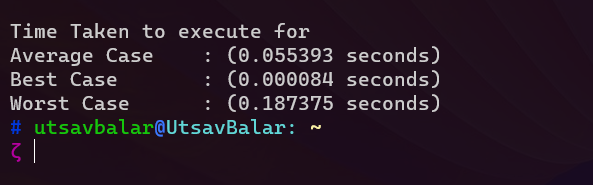 Time Taken to execute for
Average Case    : (0.055393 seconds)
Best Case       : (0.000084 seconds)
Worst Case      : (0.187375 seconds)
# utsavbalar@UtsavBalar: ~
ζ